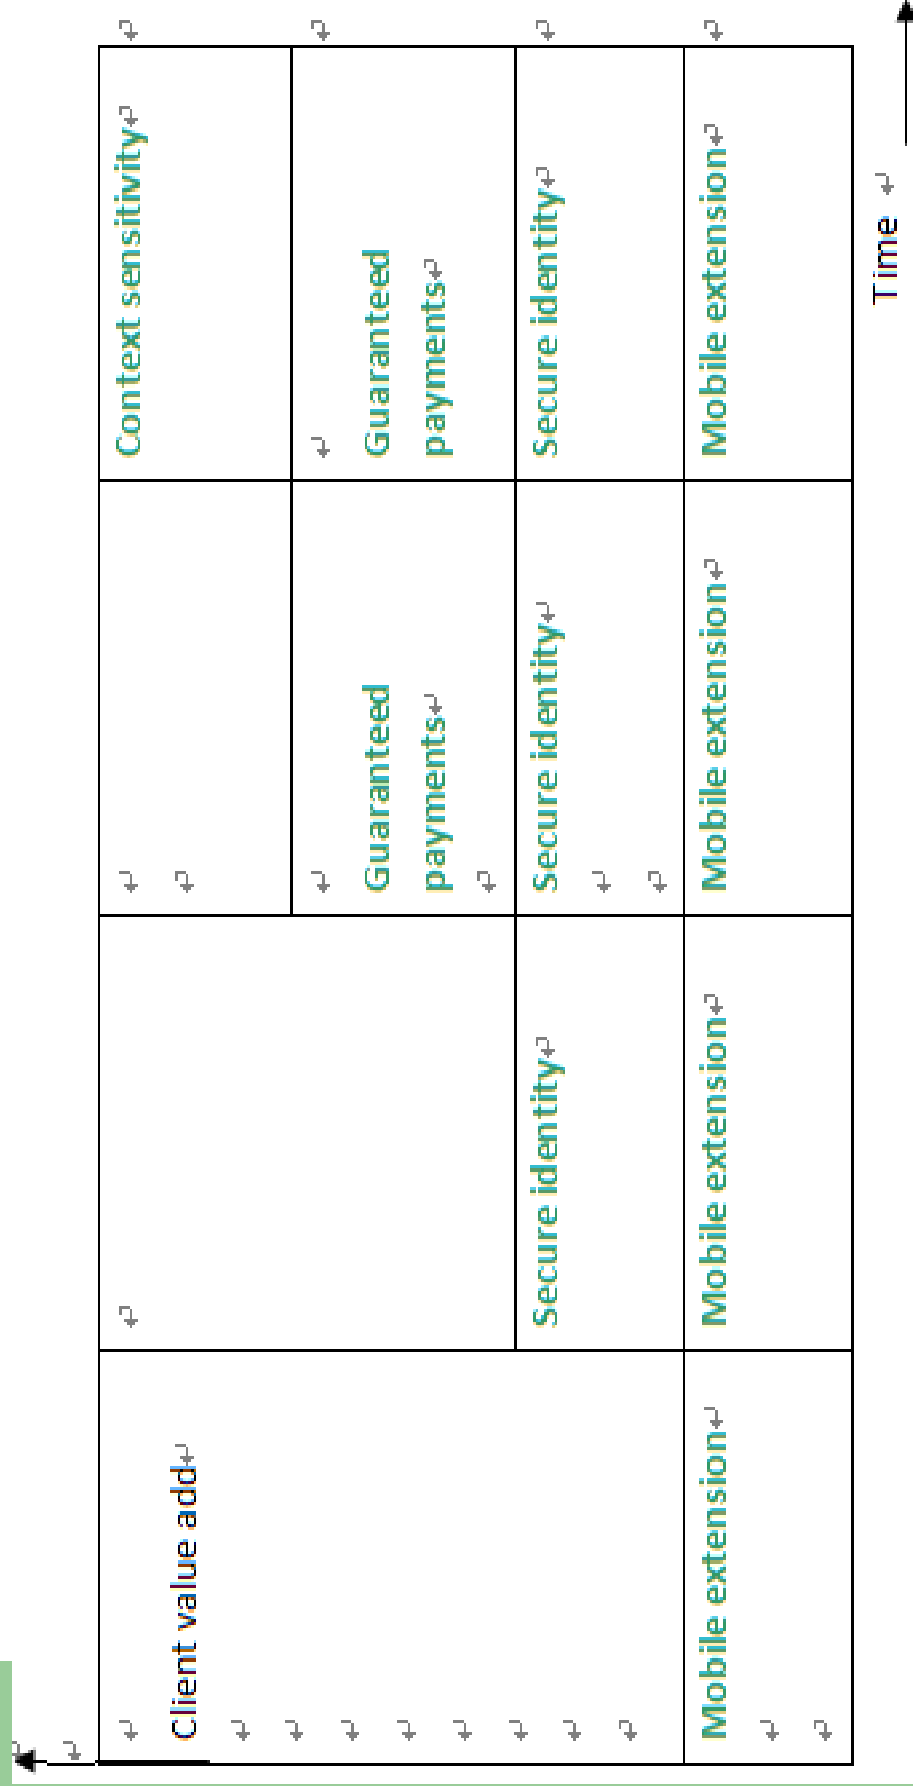 Client value add
Context sensitivity
Guaranteed
payments
Guaranteed
payments
Secure identity
Secure identity
Secure identity
Mobile extension
Mobile extension
Mobile extension
Mobile extension
Time